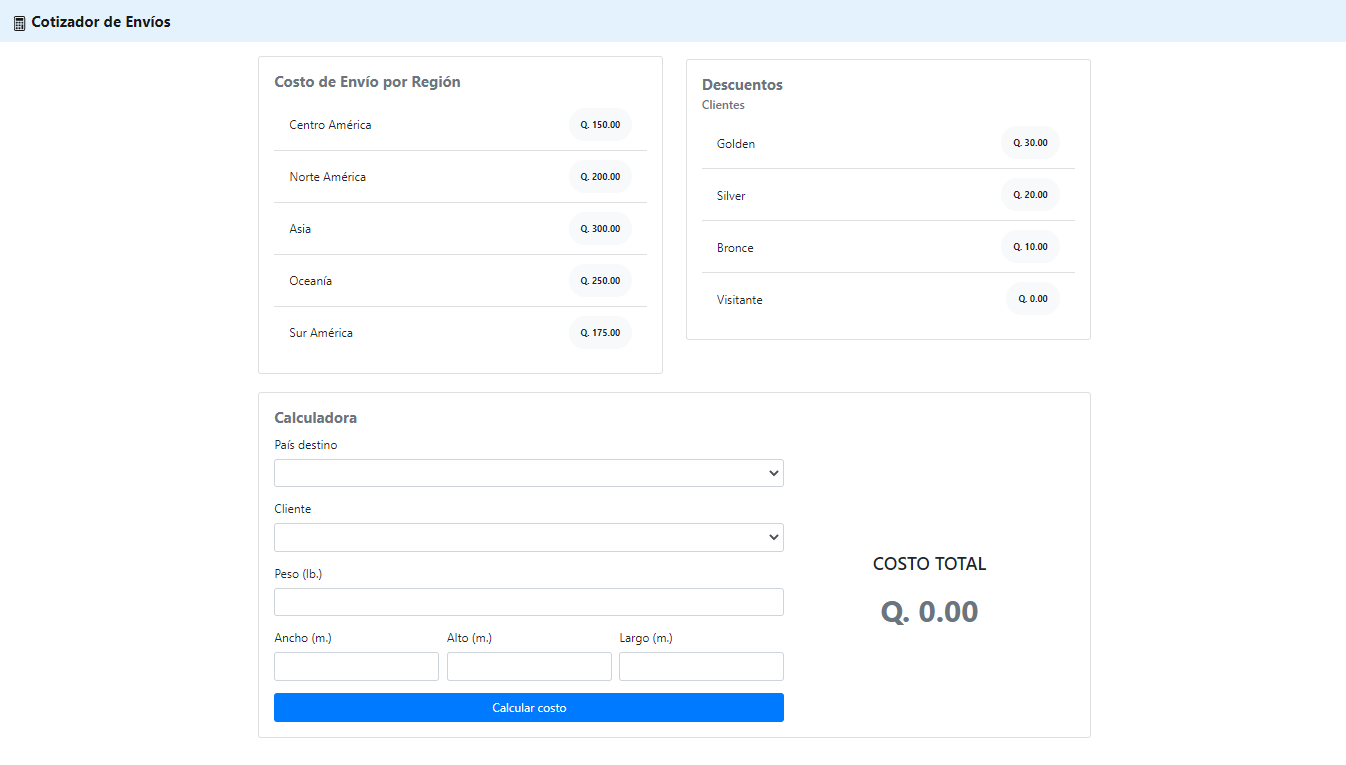 Cotizador de Envíos
Costo de Envío por Región
Centro América Q. 150.00
Norte América Q. 200.00
Asia Q. 300.00
Oceanía Q. 250.00
Sur América Q. 175.00
Descuentos
Clientes
Golden Q. 30.00
Silver Q. 20.00
Bronce Q. 10.00
Visitante Q. 0.00
Calculadora
País destino
Cliente
Peso (lb.)
Ancho (m.) Alto (m.) Largo (m.)
Calcular costo
COSTO TOTAL
Q. 0.00